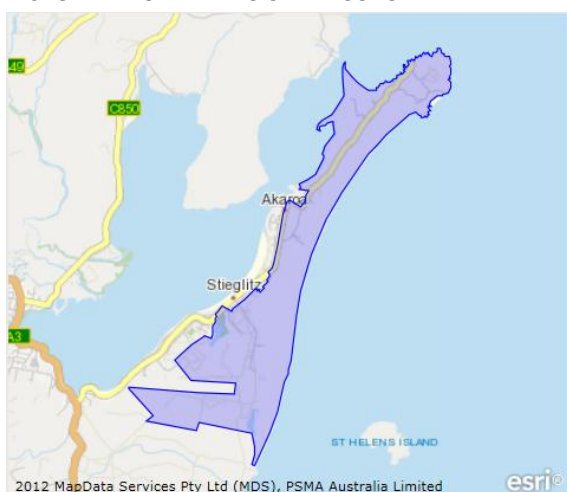 49
C850
Akaroa
Stieglitz
A3
ST HELENS ISLAND
2012 MapData Services Pty Ltd (MDS), PSMA Australia Limited
esri